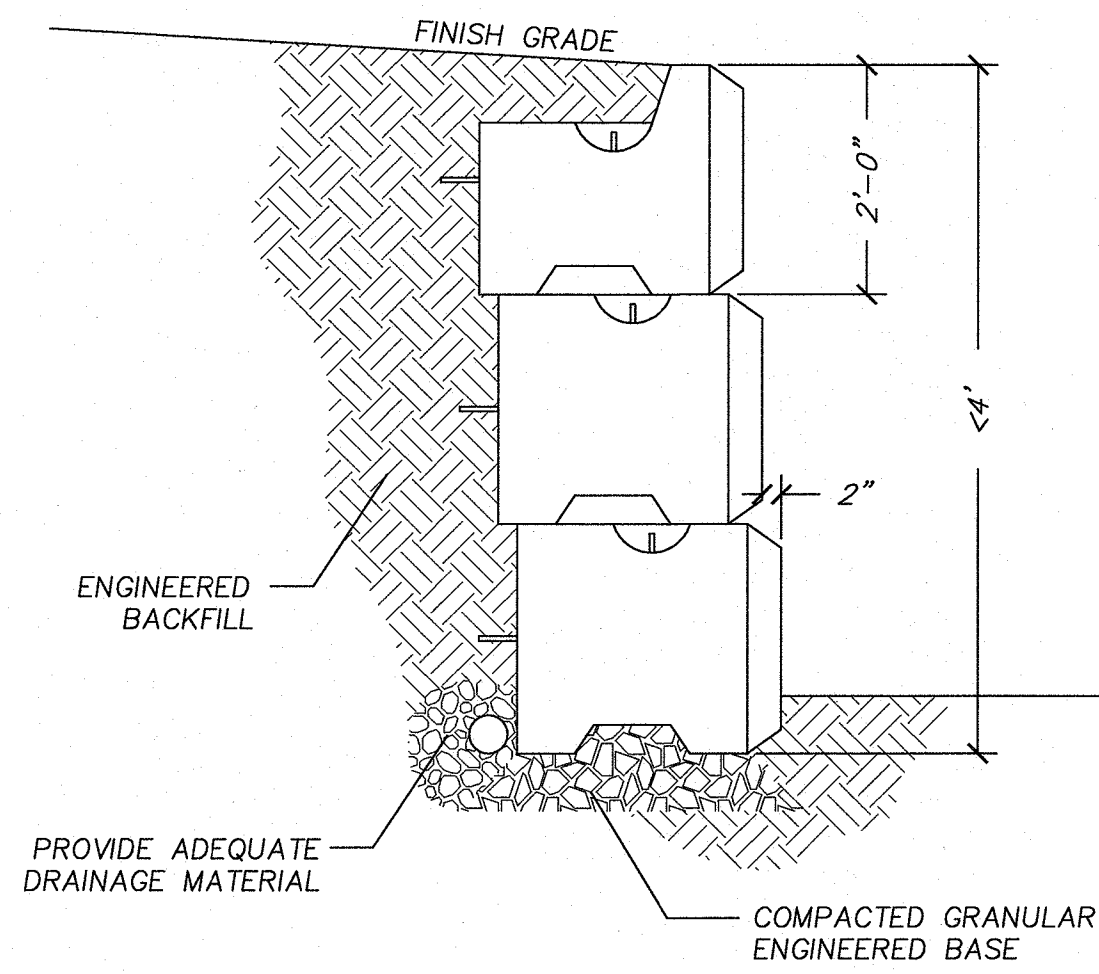 FINISH GRADE
2'-0"
<4'
2"
ENGINEERED
BACKFILL
PROVIDE ADEQUATE
DRAINAGE MATERIAL
COMPACTED GRANULAR
ENGINEERED BASE